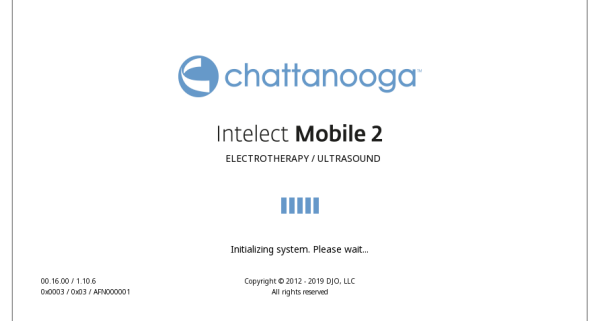 chattanooga™
Intelect Mobile 2
ELECTROTHERAPY / ULTRASOUND
Initializing system. Please wait...
00.16.00 / 1.10.6
0x0003 / 0x03 / AFN000001
Copyright © 2012 - 2019 DJO, LLC
All rights reserved